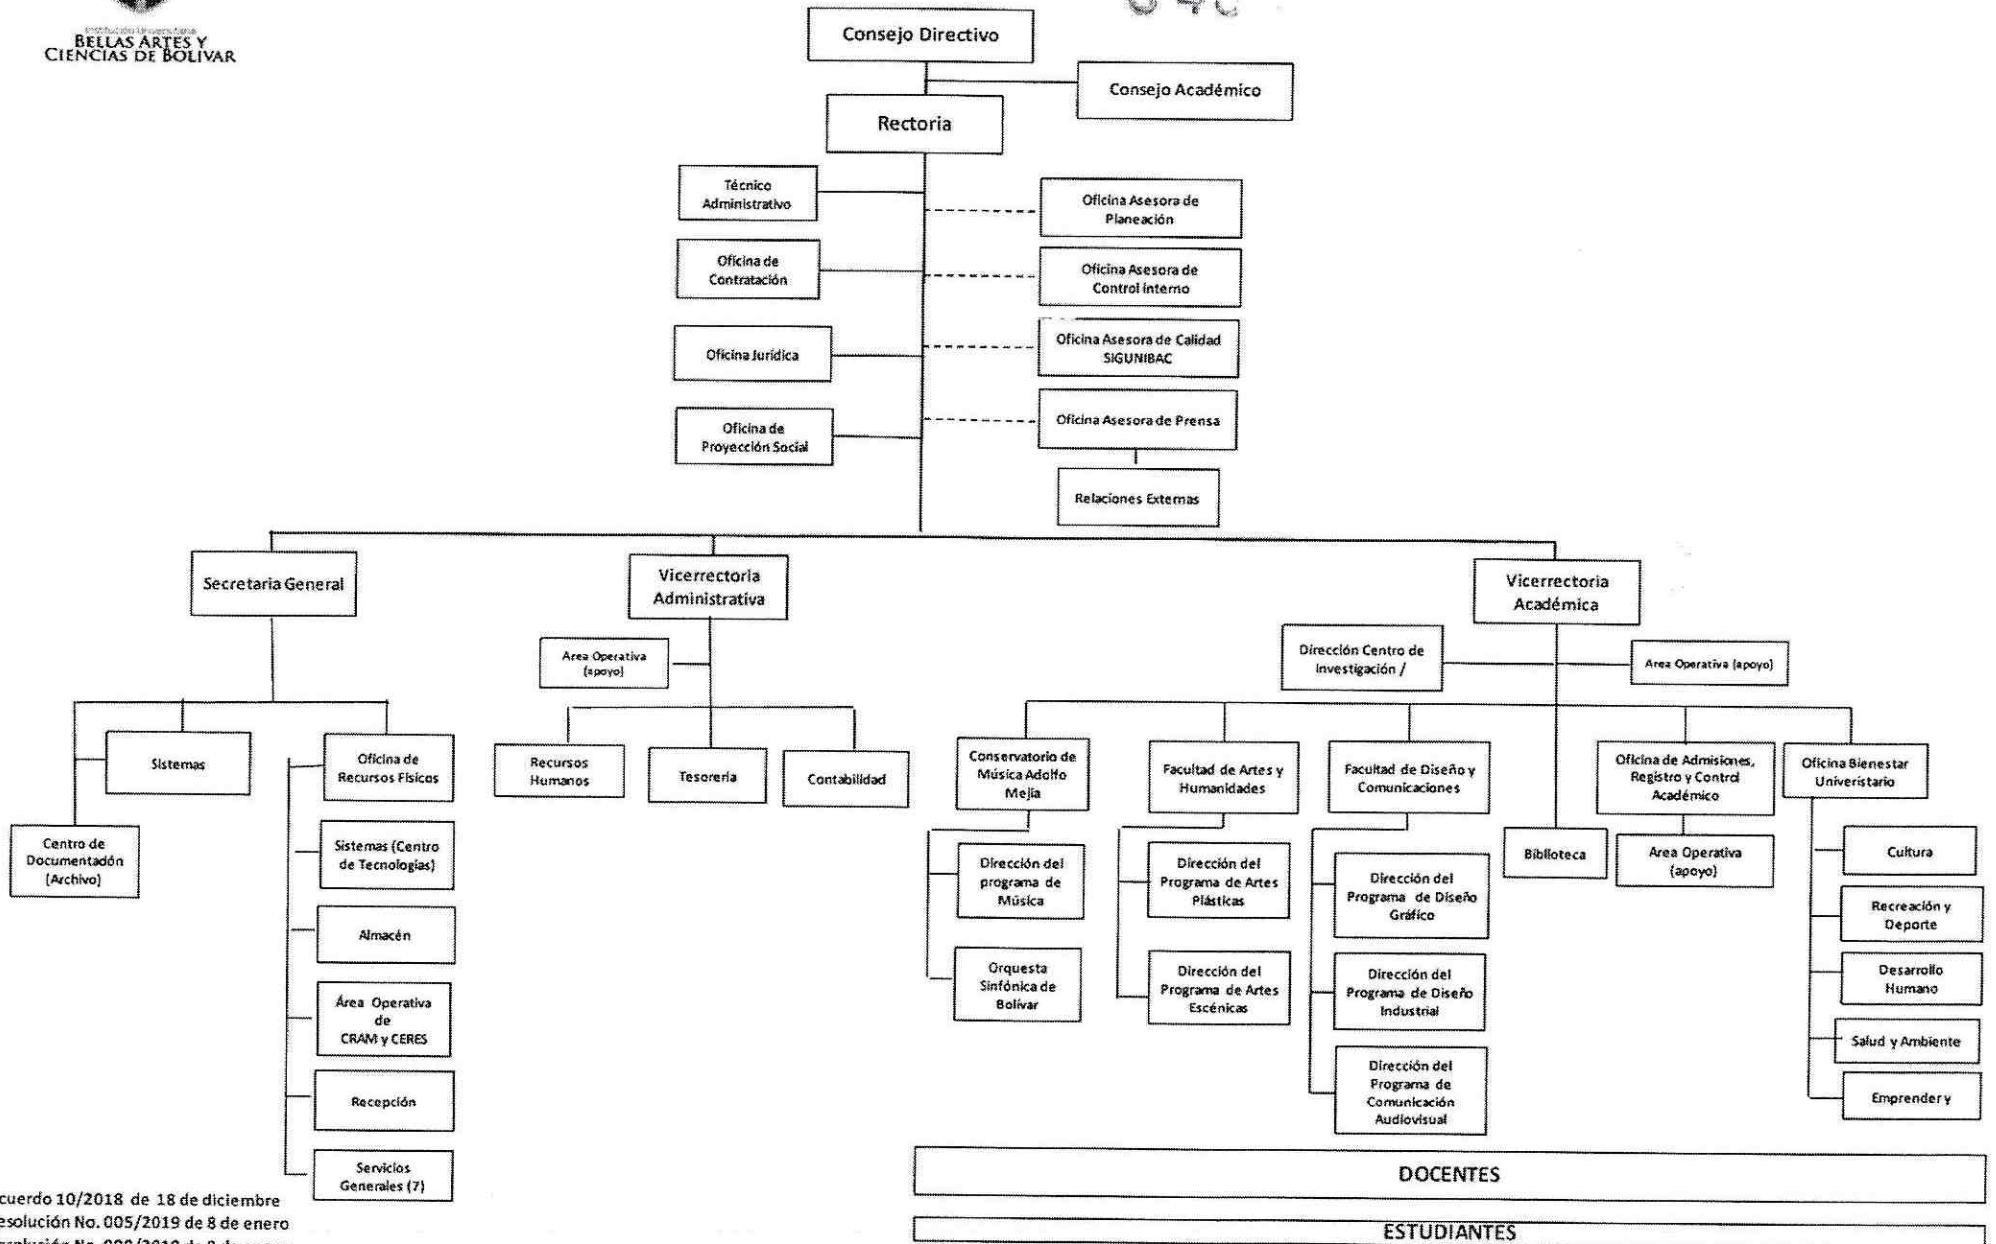 Institución Universitaria
BELLAS ARTES Y
CIENCIAS DE BOLIVAR
Consejo Directivo
Consejo Académico
Rectoria
Técnico
Administrativo
Oficina Asesora de
Planeación
Oficina de
Contratación
Oficina Asesora de
Control Interno
Oficina Jurídica
Oficina Asesora de Calidad
SIGUNIBAC
Oficina de
Proyección Social
Oficina Asesora de Prensa
Relaciones Externas
Secretaria General
Vicerrectoria
Administrativa
Vicerrectoria
Académica
Area Operativa
(apoyo)
Dirección Centro de
Investigación /
Area Operativa (apoyo)
Sistemas
Oficina de
Recursos Físicos
Recursos
Humanos
Tesorería
Contabilidad
Conservatorio de
Música Adolfo
Mejía
Facultad de Artes y
Humanidades
Facultad de Diseño y
Comunicaciones
Oficina de Admisiones,
Registro y Control
Académico
Oficina Bienestar
Univeristario
Centro de
Documentación
(Archivo)
Sistemas (Centro
de Tecnologías)
Almacén
Área Operativa
de
CRAM y CERES
Recepción
Servicios
Generales (7)
Dirección del
programa de
Música
Orquesta
Sinfónica de
Bolívar
Dirección del
Programa de Artes
Plásticas
Dirección del
Programa de Artes
Escénicas
Dirección del
Programa de Diseño
Gráfico
Dirección del
Programa de Diseño
Industrial
Dirección del
Programa de
Comunicación
Audiovisual
Biblioteca
Area Operativa
(apoyo)
Cultura
Recreación y
Deporte
Desarrollo
Humano
Salud y Ambiente
Emprender y
DOCENTES
ESTUDIANTES
cuerdo 10/2018 de 18 de diciembre
esolución No. 005/2019 de 8 de enero